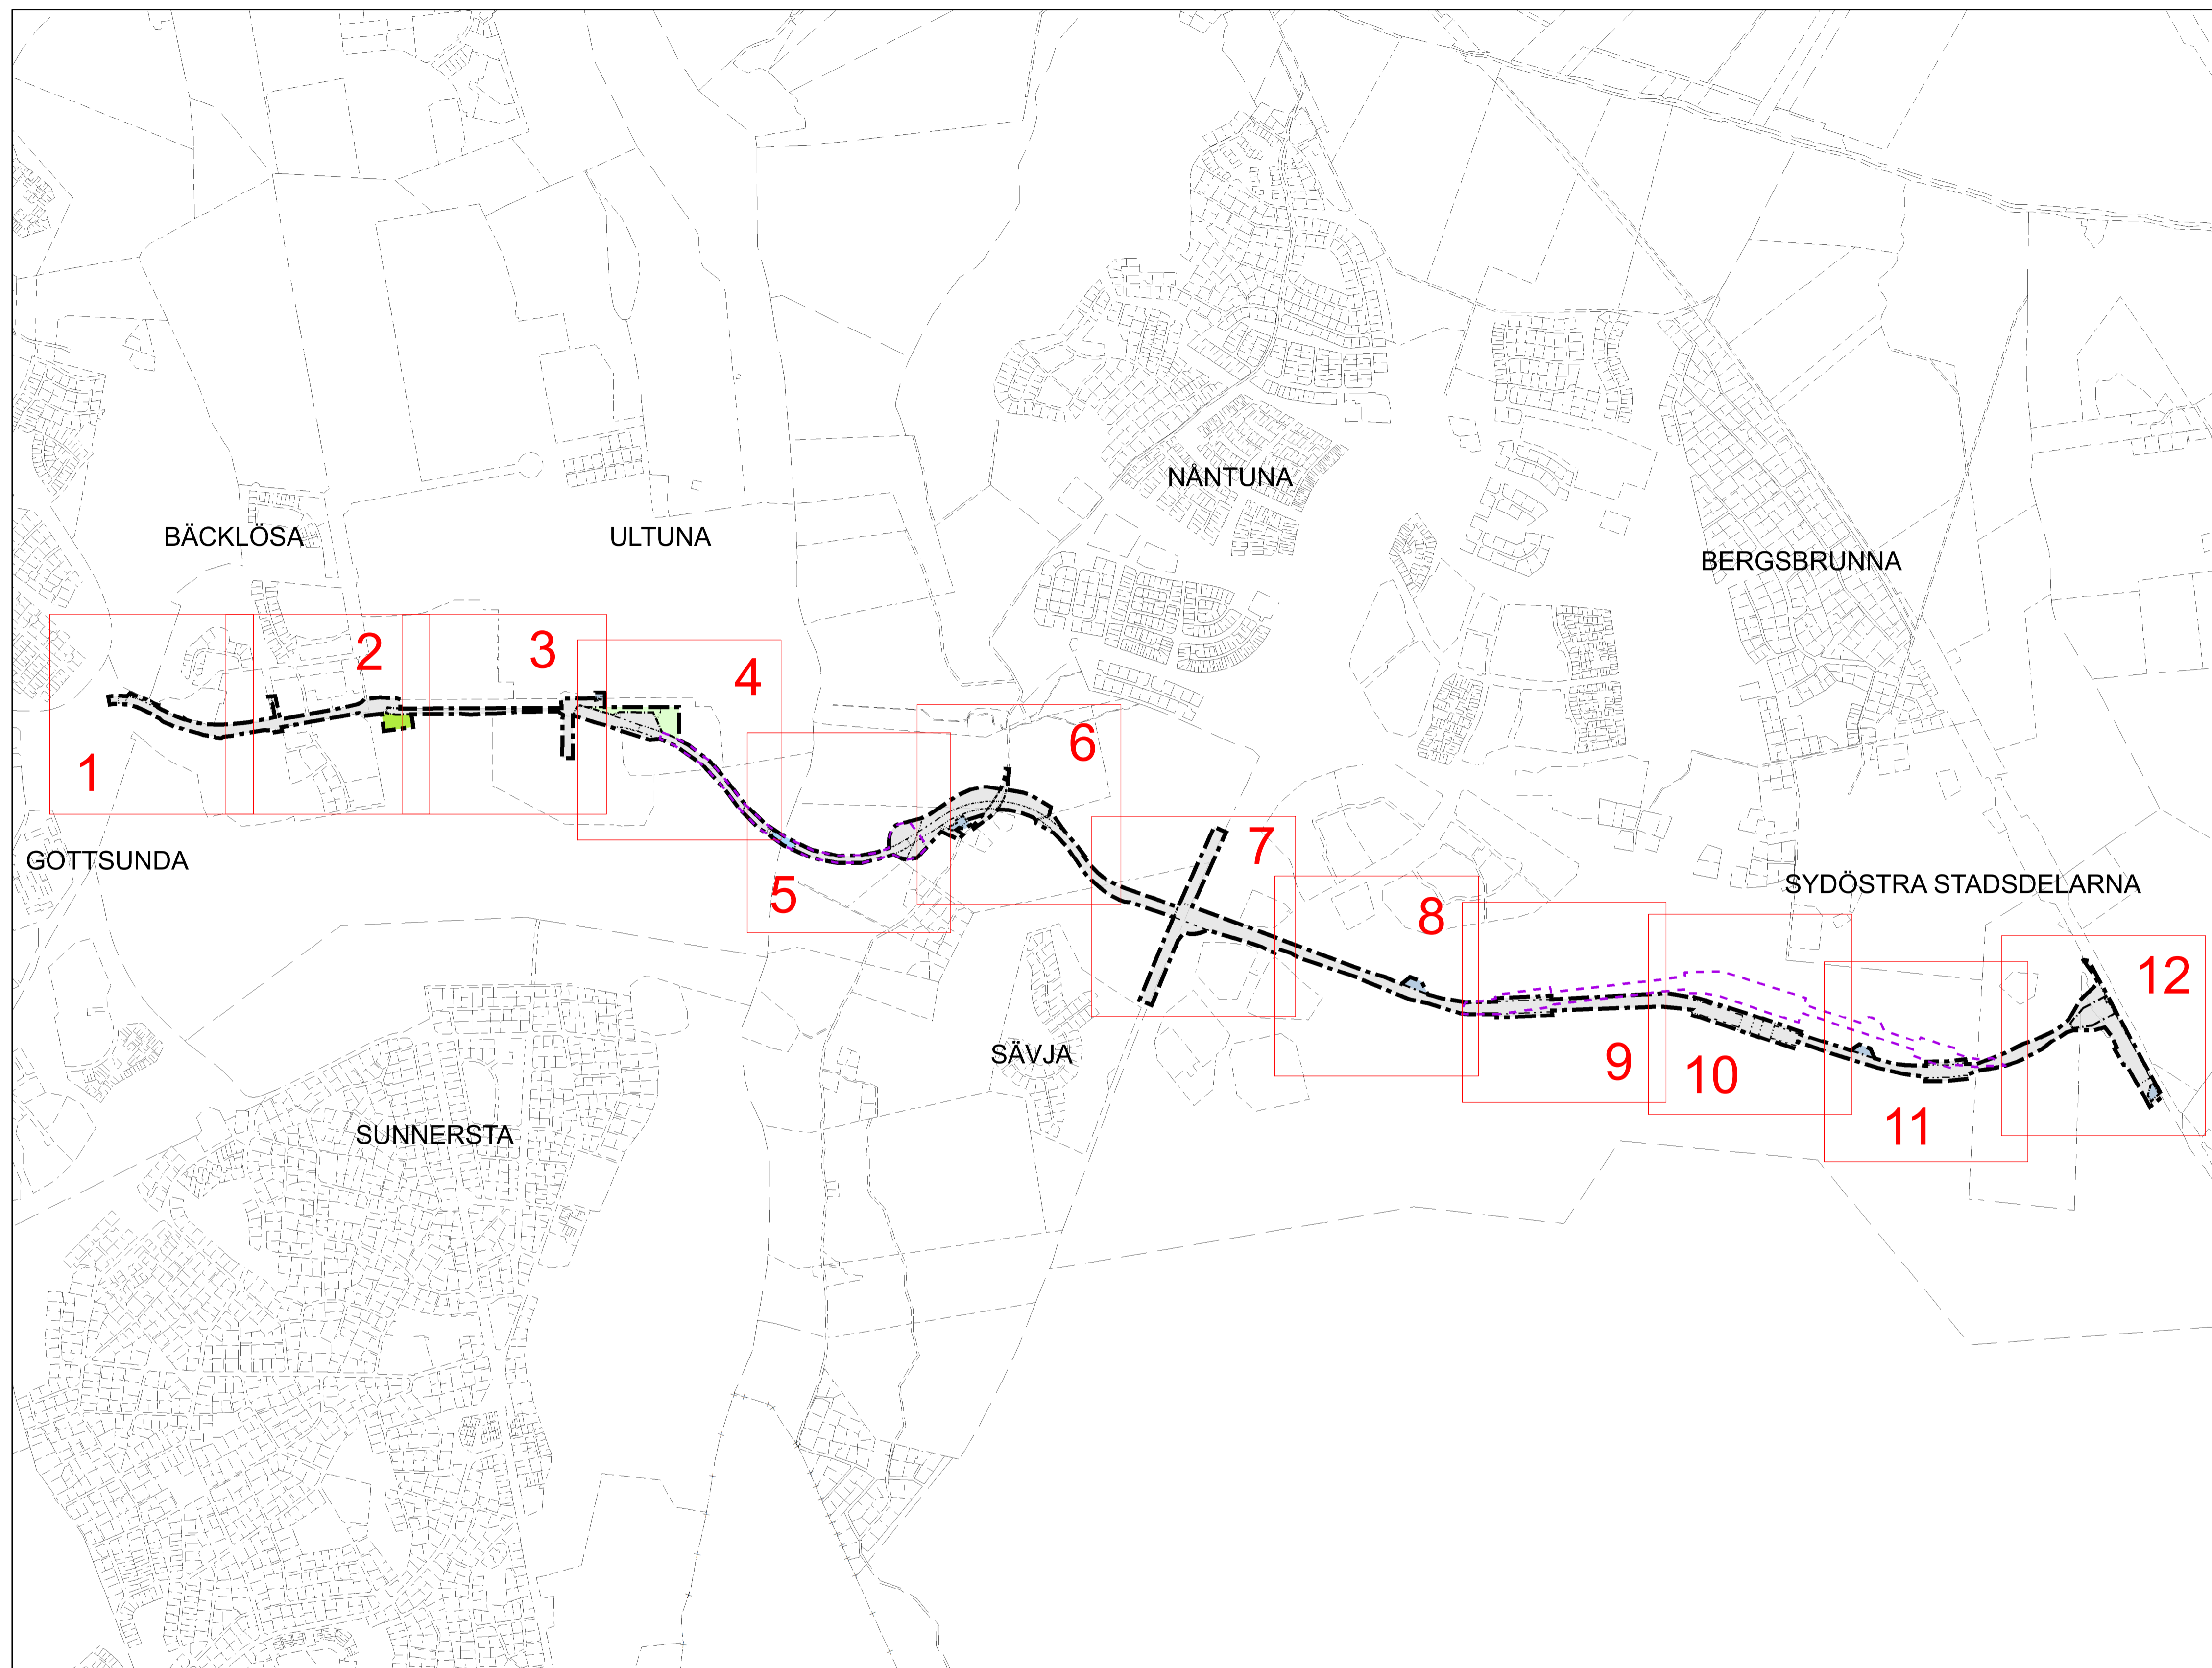 NÅNTUNA
BÄCKLÖSA
ULTUNA
BERGSBRUNNA
2
3
4
6
1
GOTTSUNDA
7
5
SYDÖSTRA STADSDELARNA
8
12
SÄVJA
9
10
11
SUNNERSTA